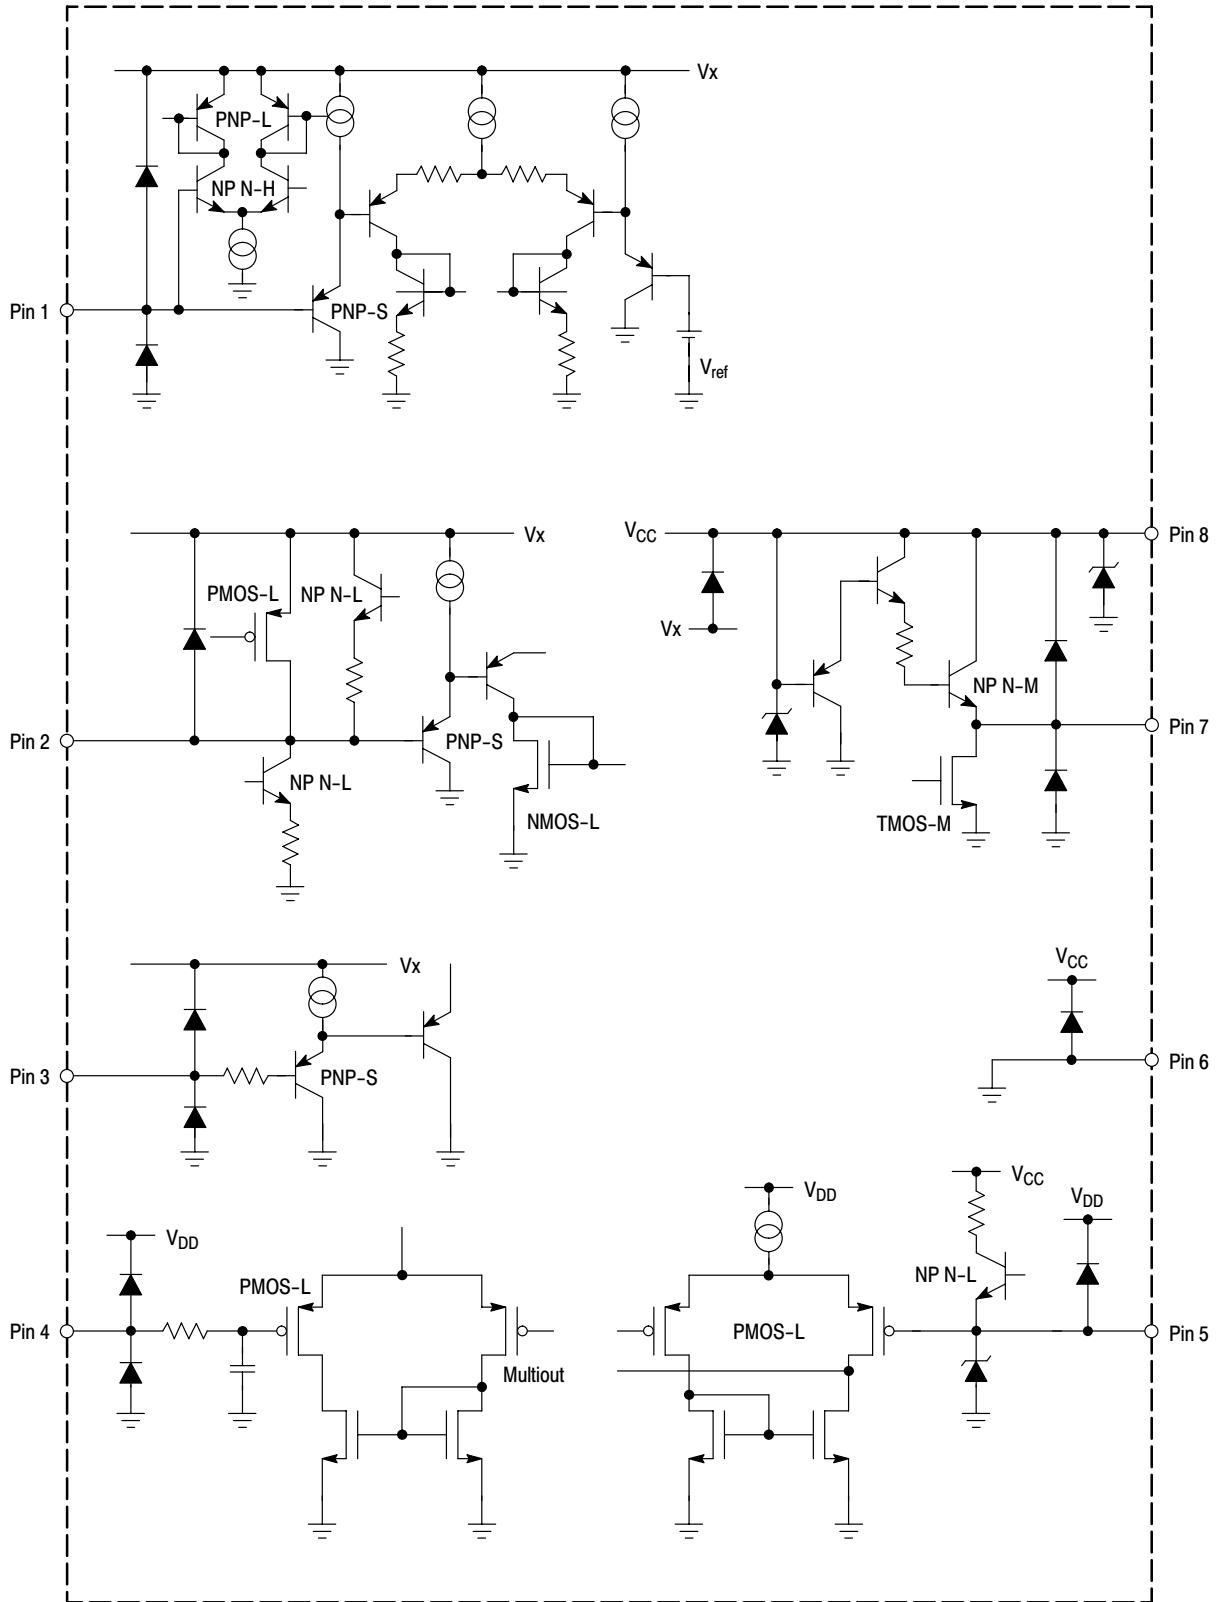 Vx
PNP-L
NP N-H
Pin 1
PNP-S
Vref
Vx
VCC
Pin 8
PMOS-L
NP N-L
Vx
NP N-M
Pin 2
PNP-S
Pin 7
NP N-L
NMOS-L
TMOS-M
Vx
VCC
Pin 3
PNP-S
Pin 6
VDD
VCC
VDD
VDD
NP N-L
PMOS-L
Pin 4
PMOS-L
Pin 5
Multiout